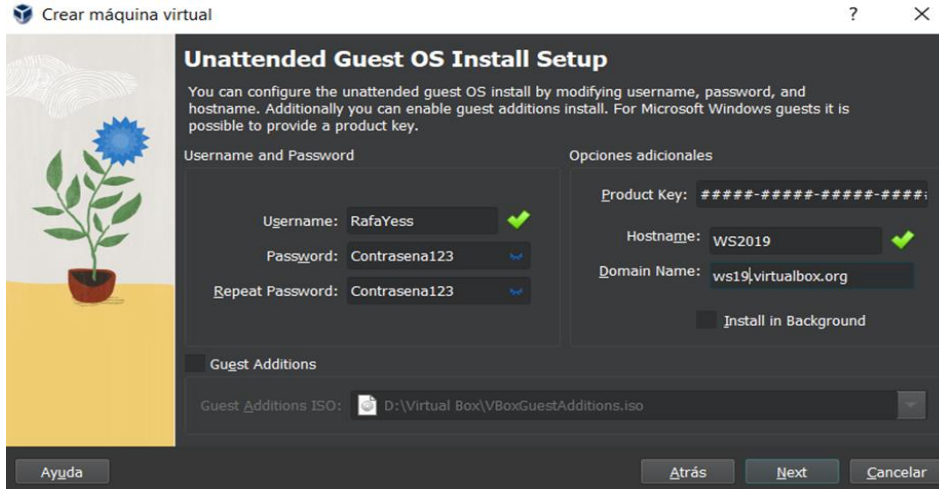 Crear máquina virtual
Unattended Guest OS Install Setup
You can configure the unattended guest OS install by modifying username, password, and
hostname. Additionally you can enable guest additions install. For Microsoft Windows guests it is
possible to provide a product key.
Username and Password
Username: RafaYess
Password: Contrasena123
Repeat Password: Contrasena123
Opciones adicionales
Product Key: #####-#####-#####-####
Hostname: WS2019
Domain Name: ws19.virtualbox.org
Install in Background
Guest Additions
Guest Additions ISO: D:\Virtual Box\VBoxGuestAdditions.iso
Ayuda
Atrás
Next
Cancelar